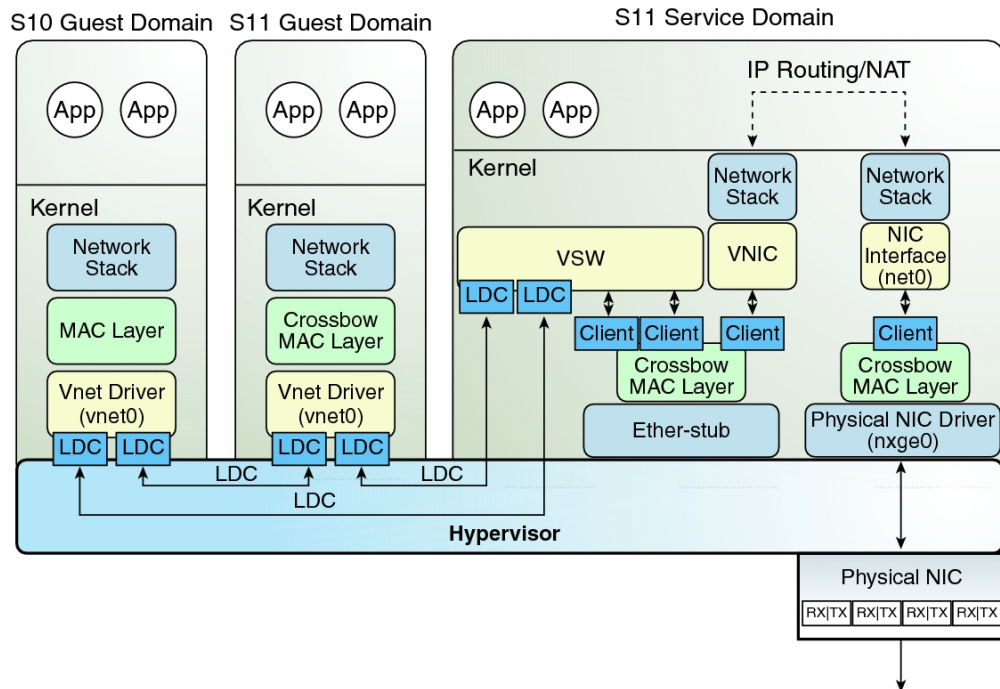 S10 Guest Domain
S11 Guest Domain
S11 Service Domain
App
App
App
App
App
App
IP Routing/NAT
Kernel
Kernel
Kernel
Network
Stack
MAC Layer
Vnet Driver
(vnet0)
LDC
LDC
Network
Stack
Crossbow
MAC Layer
Vnet Driver
(vnet0)
LDC
LDC
VSW
LDC
LDC
Network
Stack
VNIC
Client
Client
Client
Crossbow
MAC Layer
Ether-stub
Network
Stack
NIC
Interface
(net0)
Client
Crossbow
MAC Layer
Physical NIC Driver
(nxge0)
LDC
LDC
LDC
Hypervisor
Physical NIC
RX|TX
RX|TX
RX|TX
RX|TX